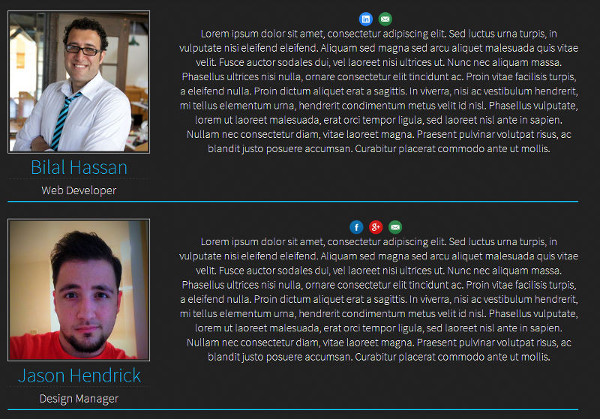 in
Lorem ipsum dolor sit amet, consectetur adipiscing elit. Sed luctus urna turpis, in
vulputate nisi eleifend eleifend. Aliquam sed magna sed arcu aliquet malesuada quis vitae
velit. Fusce auctor sodales dui, vel laoreet nisi ultrices ut. Nunc nec aliquam massa.
Phasellus ultrices nisi nulla, ornare consectetur elit tincidunt ac. Proin vitae facilisis turpis,
a eleifend nulla. Proin dictum aliquet erat a sagittis. In viverra, nisi ac vestibulum hendrerit,
mi tellus elementum urna, hendrerit condimentum metus velit id nisl. Phasellus vulputate,
lorem ut laoreet malesuada, erat orci tempor ligula, sed ullamcorper nisl ante in sapien.
Nullam nec consectetur diam, vitae laoreet magna. Praesent pulvinar volutpat risus, ac
blandit justo posuere accumsan. Curabitur placerat commodo ante ut mollis.
Bilal Hassan
Web Developer
f g+
Lorem ipsum dolor sit amet, consectetur adipiscing elit. Sed luctus urna turpis, in
vulputate nisi eleifend eleifend. Aliquam sed magna sed arcu aliquet malesuada quis vitae
velit. Fusce auctor sodales dui, vel laoreet nisi ultrices ut. Nunc nec aliquam massa.
Phasellus ultrices nisi nulla, ornare consectetur elit tincidunt ac. Proin vitae facilisis turpis,
a eleifend nulla. Proin dictum aliquet erat a sagittis. In viverra, nisi ac vestibulum hendrerit,
mi tellus elementum urna, hendrerit condimentum metus velit id nisl. Phasellus vulputate,
lorem ut laoreet malesuada, erat orci tempor ligula, sed ullamcorper nisl ante in sapien.
Nullam nec consectetur diam, vitae laoreet magna. Praesent pulvinar volutpat risus, ac
blandit justo posuere accumsan. Curabitur placerat commodo ante ut mollis.
Jason Hendrick
Design Manager